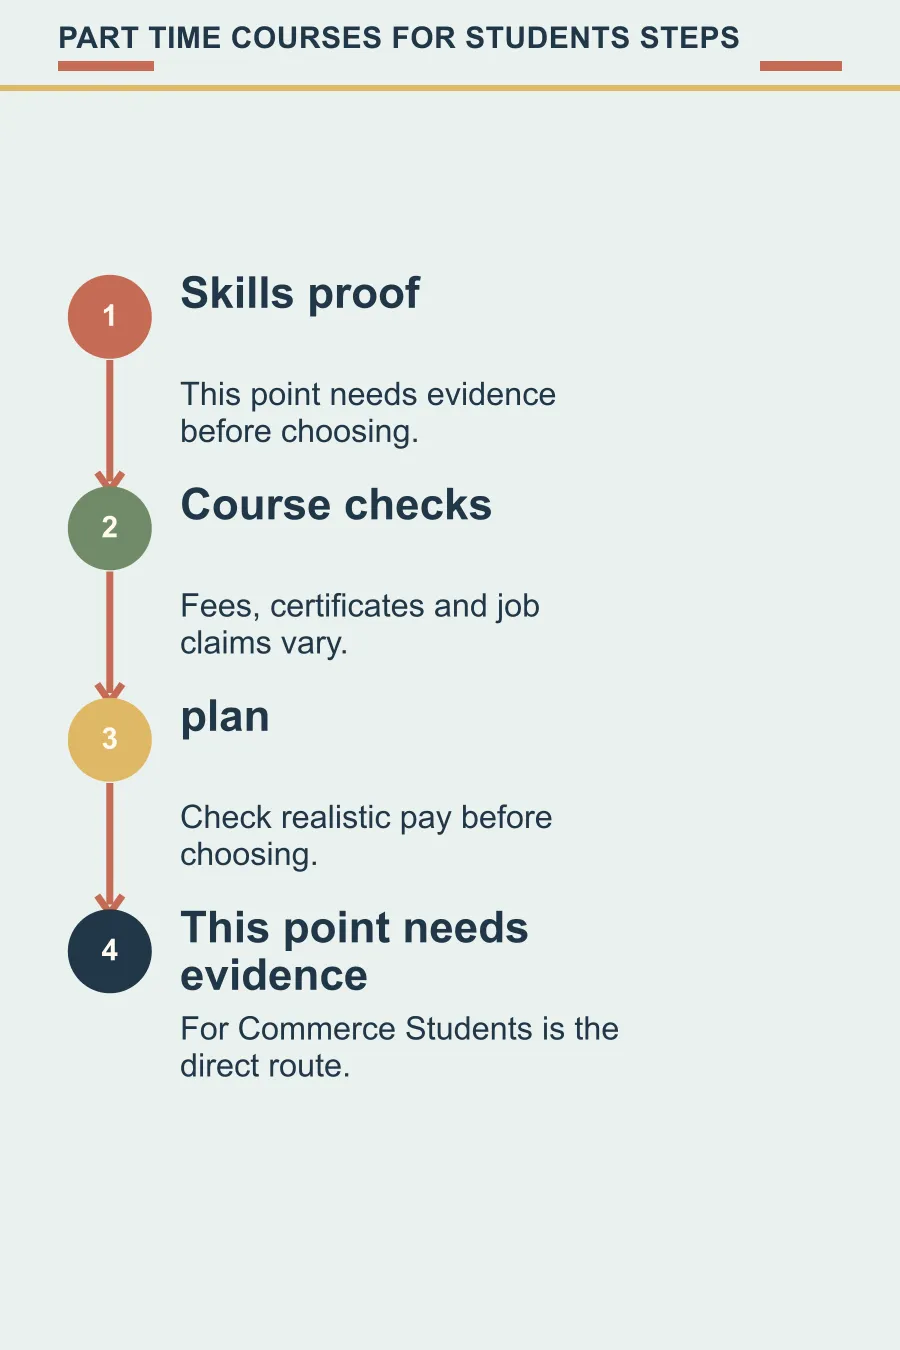 PART TIME COURSES FOR STUDENTS STEPS
1
Skills proof
This point needs evidence
before choosing.
2
Course checks
Fees, certificates and job
claims vary.
3
plan
Check realistic pay before
choosing.
4
This point needs
evidence
For Commerce Students is the
direct route.